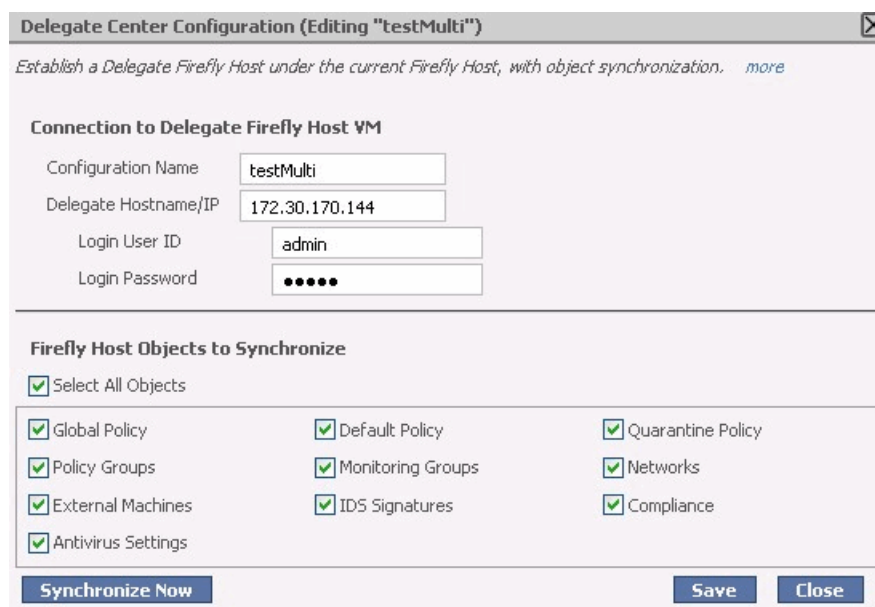 Delegate Center Configuration (Editing "testMulti")
Establish a Delegate Firefly Host under the current Firefly Host, with object synchronization. more
Connection to Delegate Firefly Host VM
Configuration Name testMulti
Delegate Hostname/IP 172.30.170.144
Login User ID admin
Login Password •••••
Firefly Host Objects to Synchronize
Select All Objects
Global Policy Default Policy Quarantine Policy
Policy Groups Monitoring Groups Networks
External Machines IDS Signatures Compliance
Antivirus Settings
Synchronize Now Save Close